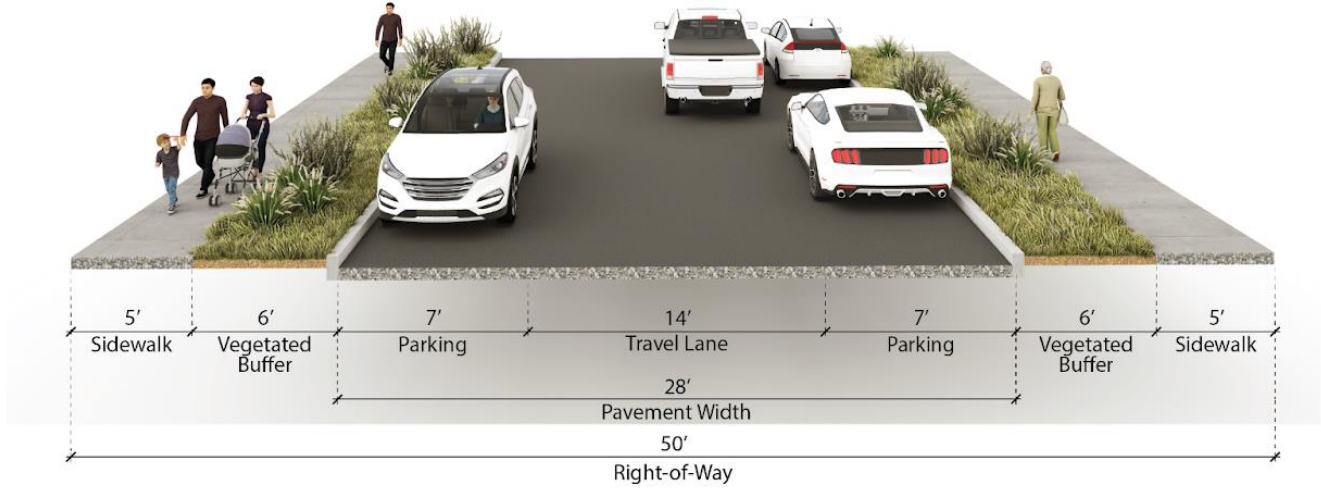 5’ 6’ 7’ 14’ 7’ 6’ 5’
Sidewalk Vegetated Parking Travel Lane Parking Vegetated Sidewalk
Buffer Buffer
28’
Pavement Width
50’
Right-of-Way